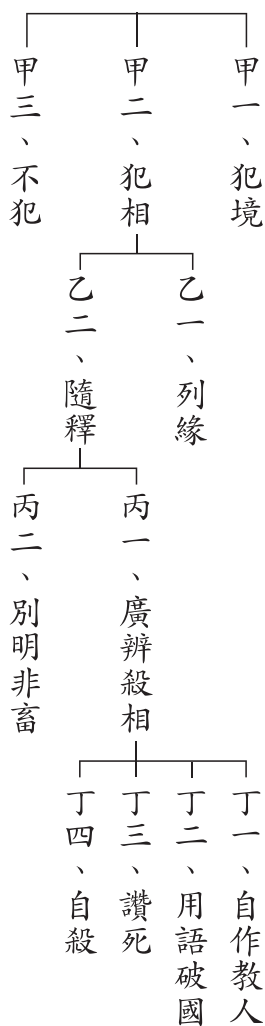 甲一、犯境
甲二、犯相
甲三、不犯
乙一、列緣
乙二、隨釋
丙一、廣辨殺相
丙二、別明非畜
丁一、自作教人
丁二、用語破國
丁三、讚死
丁四、自殺